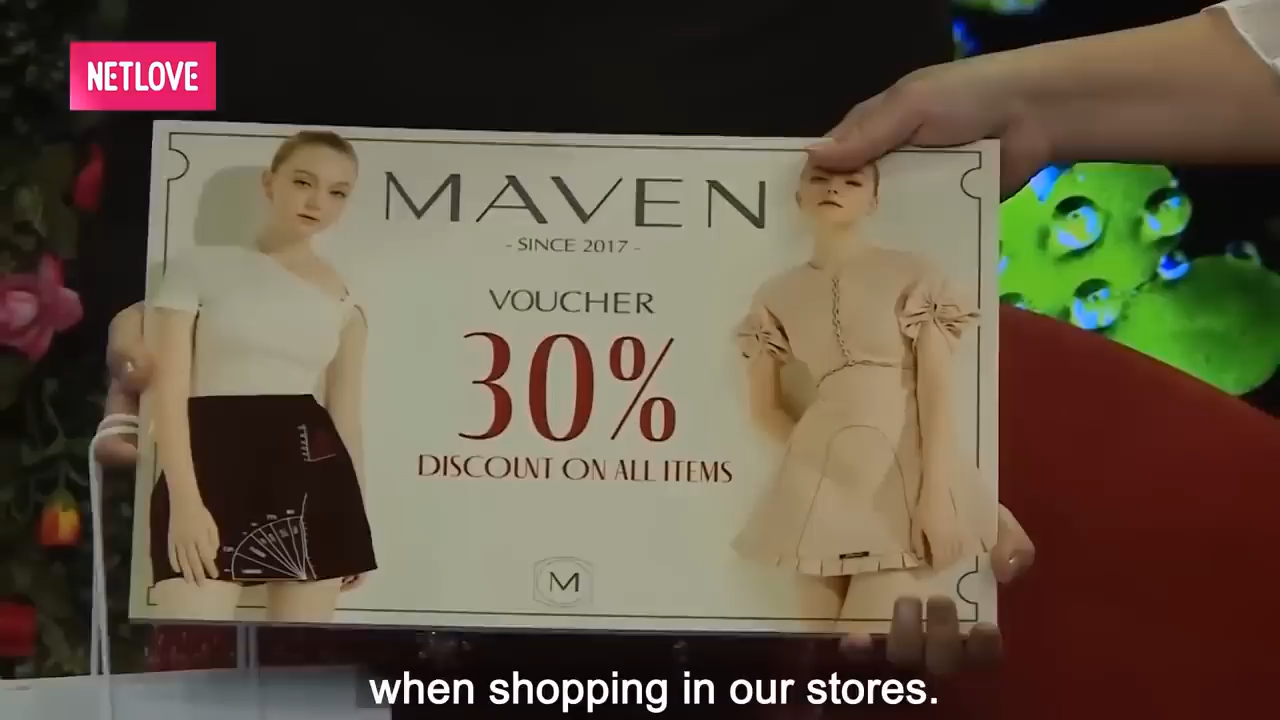 NETLOVE
MAVEN
- SINCE 2017 -
VOUCHER
30%
DISCOUNT ON ALL ITEMS
M
when shopping in our stores.